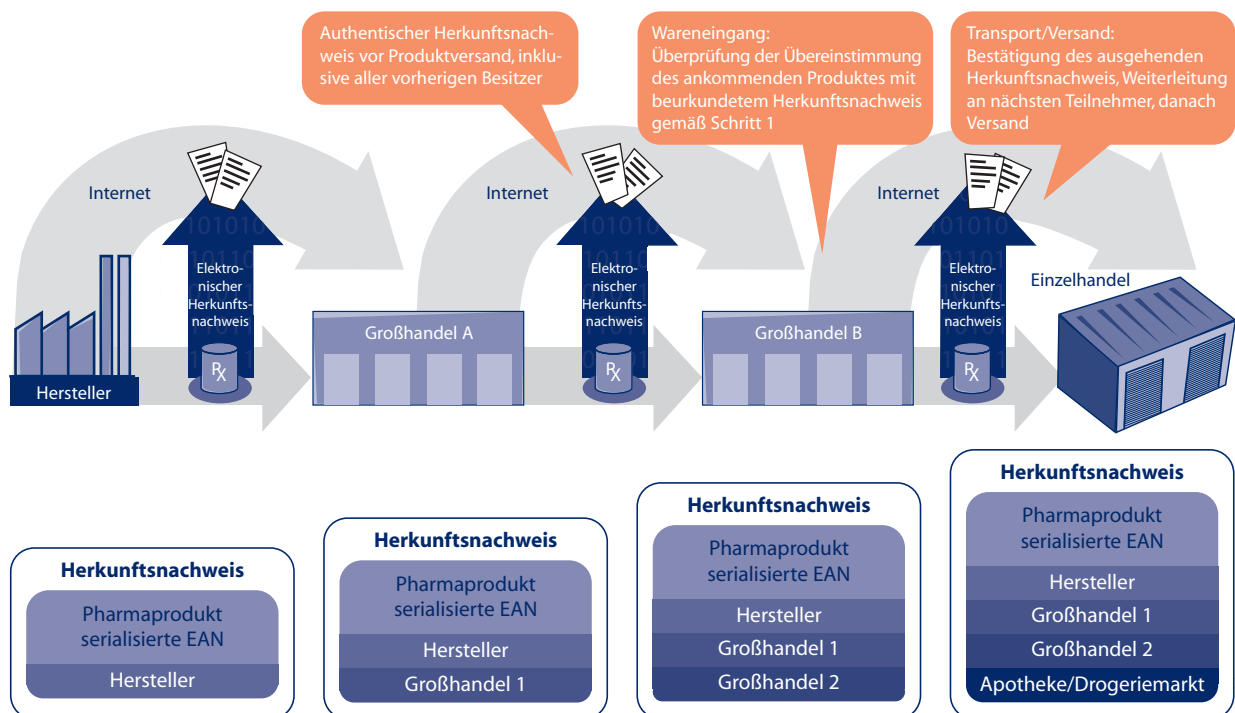 Authentischer Herkunftsnach-
weis vor Produktversand, inklu-
sive aller vorherigen Besitzer
Wareneingang:
Überprüfung der Übereinstimmung
des ankommenden Produktes mit
beurkundetem Herkunftsnachweis
gemäß Schritt 1
Transport/Versand:
Bestätigung des ausgehenden
Herkunftsnachweis, Weiterleitung
an nächsten Teilnehmer, danach
Versand
Internet
Internet
Internet
Elektro-
nischer
Herkunfts-
nachweis
Rx
Elektro-
nischer
Herkunfts-
nachweis
Rx
Elektro-
nischer
Herkunfts-
nachweis
Rx
Hersteller
Großhandel A
Großhandel B
Einzelhandel
Herkunftsnachweis
Pharmaprodukt
serialisierte EAN
Hersteller
Herkunftsnachweis
Pharmaprodukt
serialisierte EAN
Hersteller
Großhandel 1
Herkunftsnachweis
Pharmaprodukt
serialisierte EAN
Hersteller
Großhandel 1
Großhandel 2
Herkunftsnachweis
Pharmaprodukt
serialisierte EAN
Hersteller
Großhandel 1
Großhandel 2
Apotheke/Drogeriemarkt